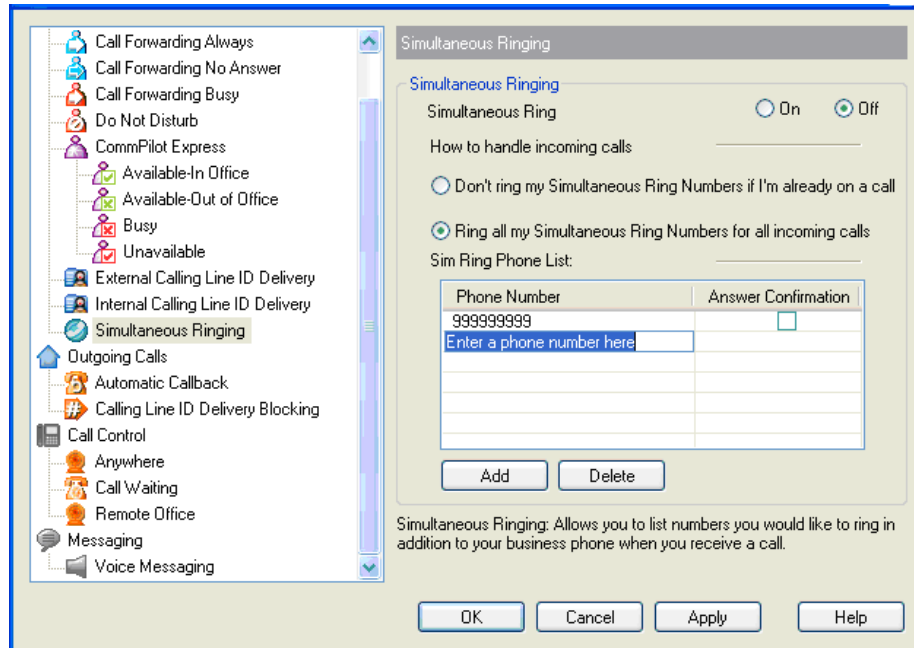 Call Forwarding Always
Call Forwarding No Answer
Call Forwarding Busy
Do Not Disturb
CommPilot Express
Available-In Office
Available-Out of Office
Busy
Unavailable
External Calling Line ID Delivery
Internal Calling Line ID Delivery
Simultaneous Ringing
Outgoing Calls
Automatic Callback
Calling Line ID Delivery Blocking
Call Control
Anywhere
Call Waiting
Remote Office
Messaging
Voice Messaging
Simultaneous Ringing
Simultaneous Ringing
Simultaneous Ring On Off
How to handle incoming calls
Don't ring my Simultaneous Ring Numbers if I'm already on a call
Ring all my Simultaneous Ring Numbers for all incoming calls
Sim Ring Phone List:
Phone Number Answer Confirmation
999999999
Enter a phone number here
Add Delete
Simultaneous Ringing: Allows you to list numbers you would like to ring in
addition to your business phone when you receive a call.
OK Cancel Apply Help